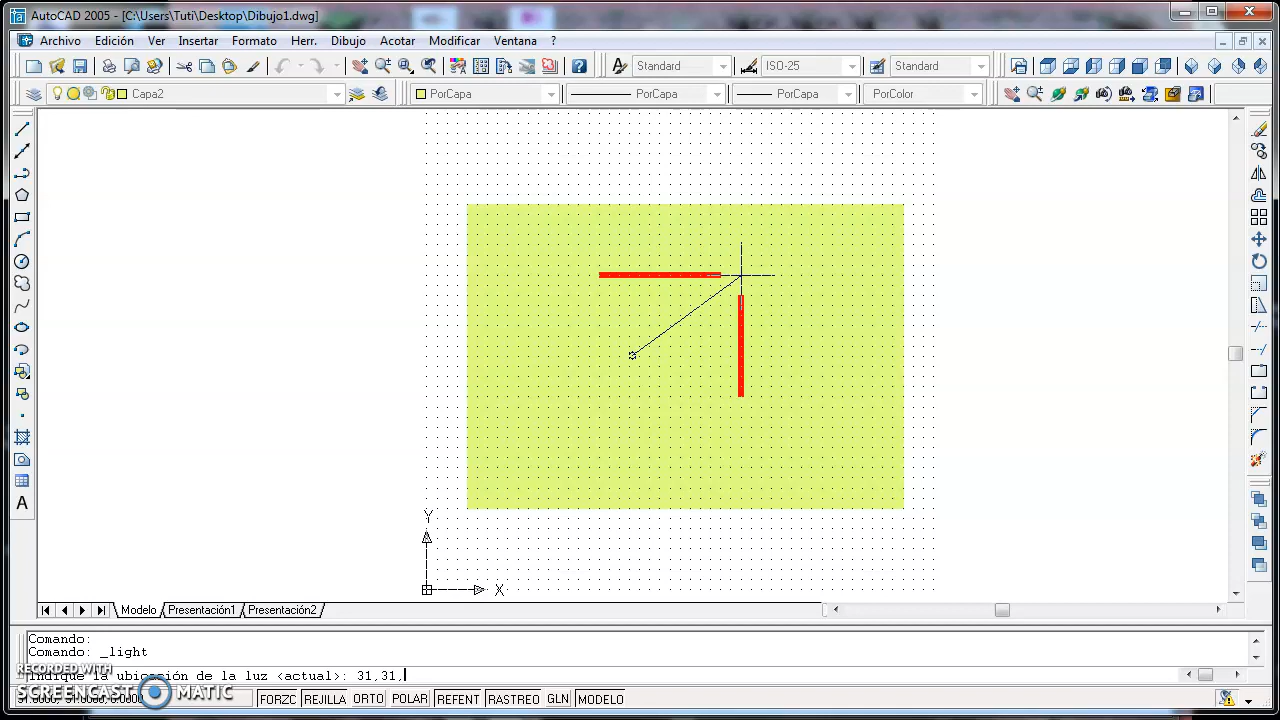 AutoCAD 2005 - [C:\Users\Tuti\Desktop\Dibujo1.dwg]
Archivo Edición Ver Insertar Formato Herr. Dibujo Acotar Modificar Ventana ?
Standard ISO-25 Standard
Capa2 PorCapa PorCapa PorCapa PorColor
Y
X
Modelo Presentación1 Presentación2
Comando:
Comando: _light
RECORDED WITH
Indique la ubicación de la luz <actual>: 31,31,
SCREENCAST MATIC
FORZC REJILLA ORTO POLAR REFENT RASTREO GLN MODELO
A